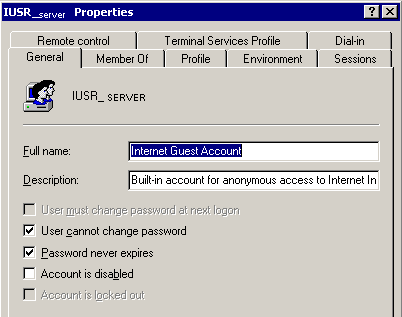 IUSR_server Properties
Remote control Terminal Services Profile Dial-in
General Member Of Profile Environment Sessions
IUSR_ SERVER
Full name: Internet Guest Account
Description: Built-in account for anonymous access to Internet In
User must change password at next logon
User cannot change password
Password never expires
Account is disabled
Account is locked out